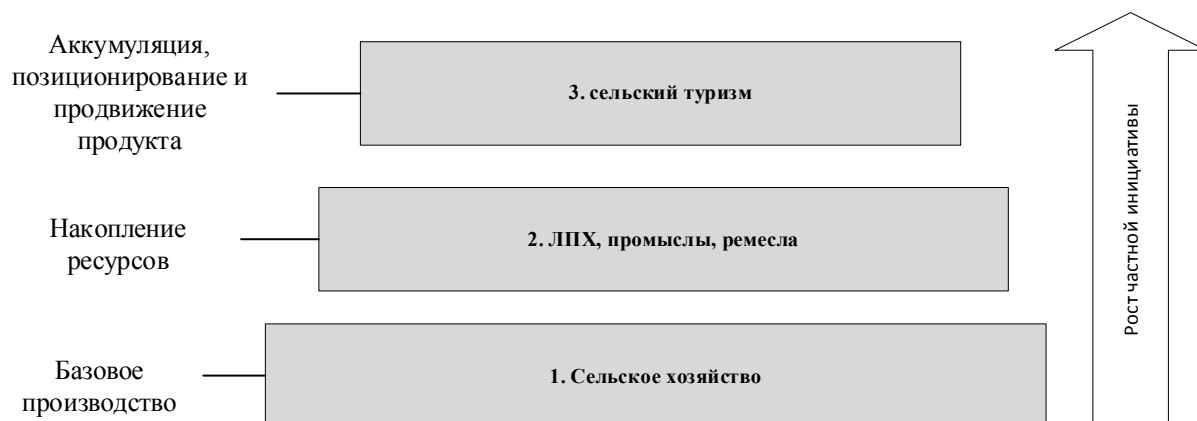 Аккумуляция,
позиционирование и
продвижение
продукта
3. сельский туризм
Накопление
ресурсов
2. ЛПХ, промыслы, ремесла
Базовое
производство
1. Сельское хозяйство
Рост частной инициативы